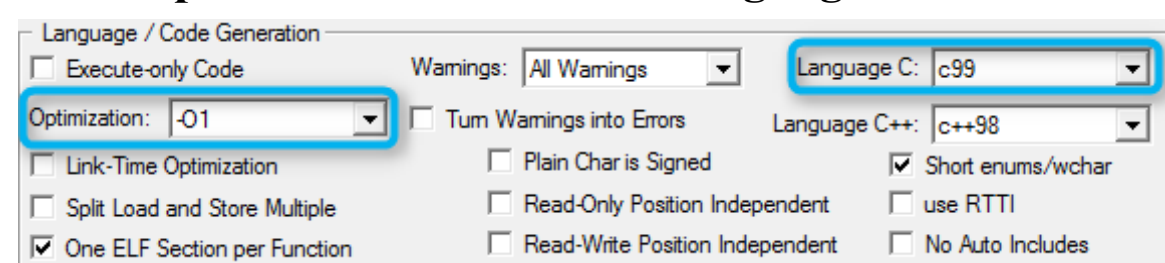 Language / Code Generation
Execute-only Code Warnings: All Warnings Language C: c99
Optimization: -O1 Turn Warnings into Errors Language C++: c++98
Link-Time Optimization Plain Char is Signed Short enums/wchar
Split Load and Store Multiple Read-Only Position Independent use RTTI
One ELF Section per Function Read-Write Position Independent No Auto Includes